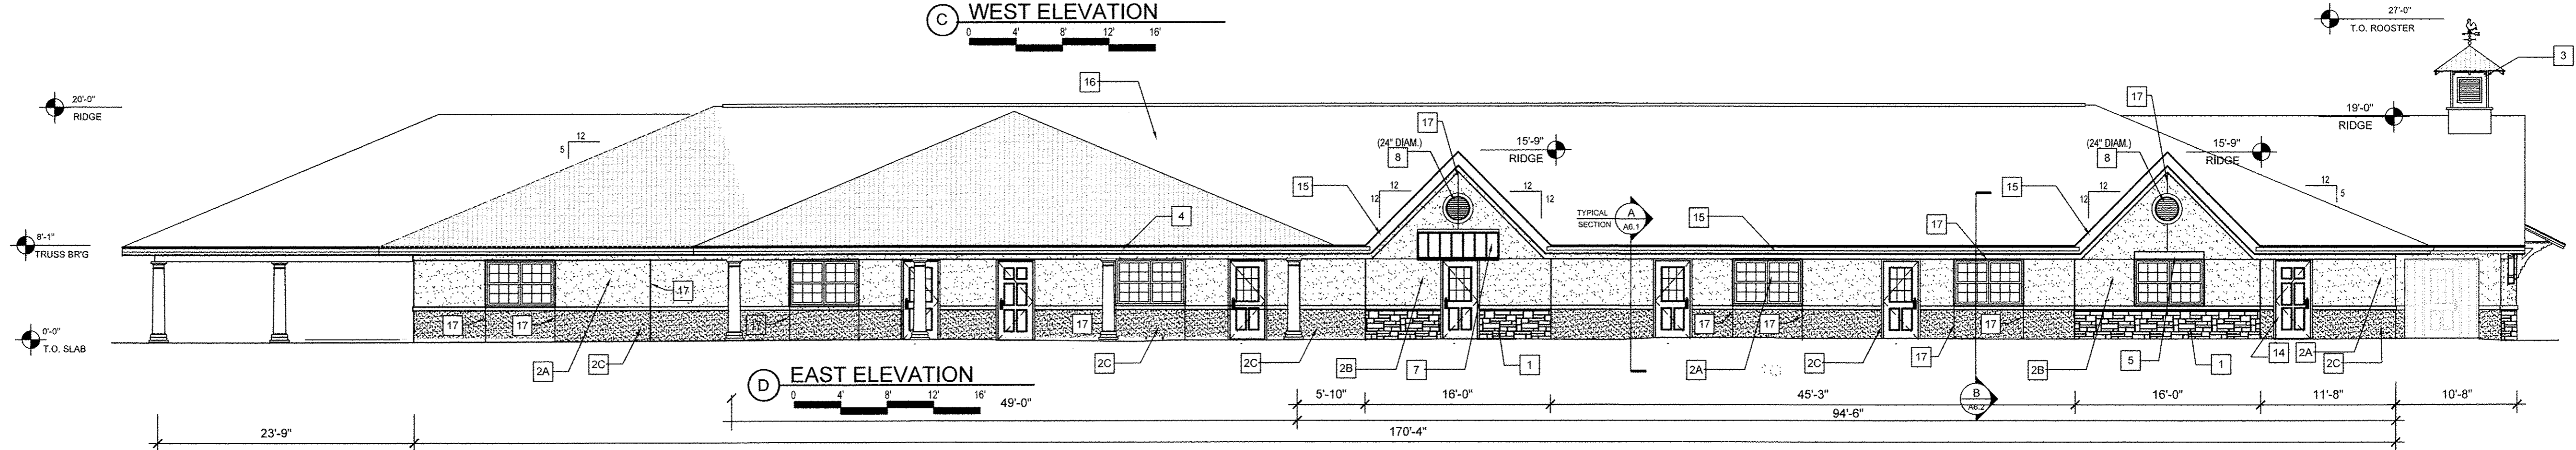 C WEST ELEVATION
0 4' 8' 12' 16'
27'-0"
T.O. ROOSTER
3
16
20'-0"
RIDGE
17
17
19'-0"
RIDGE
12
5
(24" DIAM.)
8
15'-9"
RIDGE
(24" DIAM.)
8
15'-9"
RIDGE
15
12
12
12
12
15
12
12
12
5
4
TYPICAL
SECTION
A
A6.1
15
17
8'-1"
TRUSS BR'G
17
0'-0"
T.O. SLAB
17
17
17
17
17
17
17
17
2A
2C
2C
2C
2B
7
1
2A
2C
2B
5
1
14
2A
2C
D EAST ELEVATION
0 4' 8' 12' 16'
B
A6.2
49'-0"
5'-10"
16'-0"
45'-3"
16'-0"
11'-8"
10'-8"
94'-6"
23'-9"
170'-4"